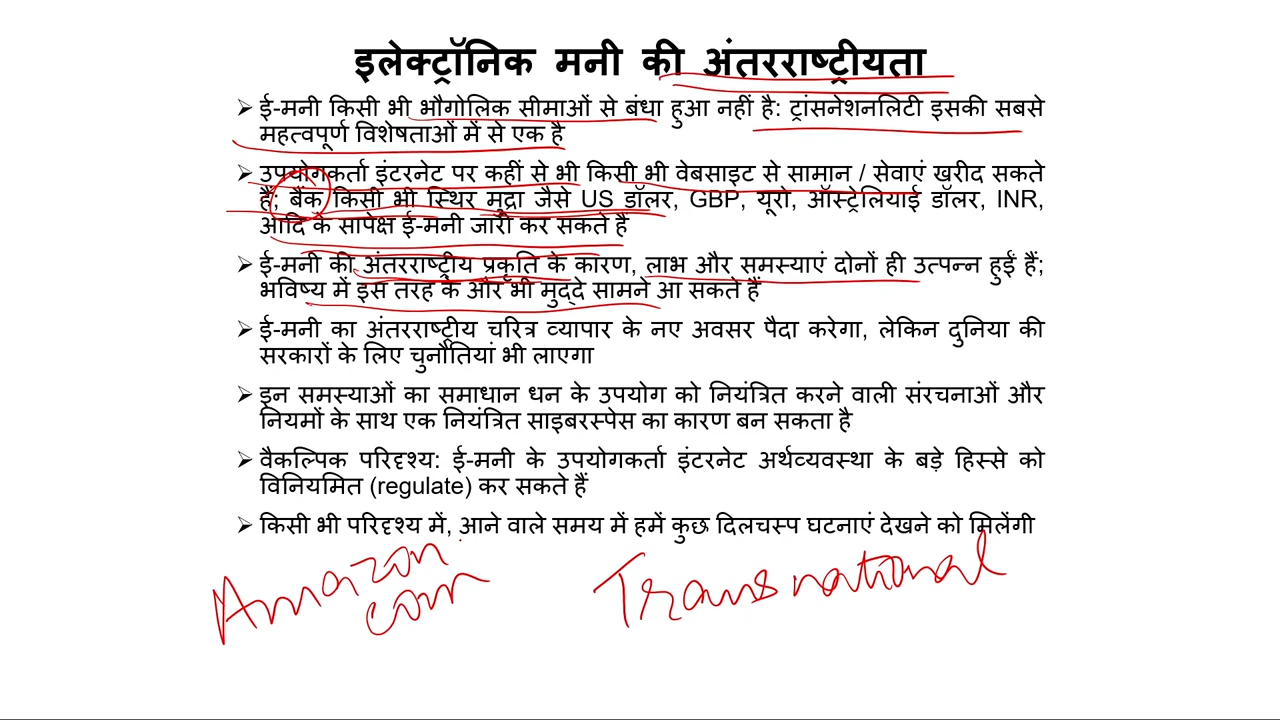 इलेक्ट्रॉनिक मनी की अंतरराष्ट्रीयता
➢ ई-मनी किसी भी भौगोलिक सीमाओं से बंधा हुआ नहीं है: ट्रांसनेशनलिटी इसकी सबसे
महत्वपूर्ण विशेषताओं में से एक है
➢ उपयोगकर्ता इंटरनेट पर कहीं से भी किसी भी वेबसाइट से सामान / सेवाएं खरीद सकते
हैं; बैंक किसी भी स्थिर मुद्रा जैसे US डॉलर, GBP, यूरो, ऑस्ट्रेलियाई डॉलर, INR,
आदि के सापेक्ष ई-मनी जारी कर सकते हैं
➢ ई-मनी की अंतरराष्ट्रीय प्रकृति के कारण, लाभ और समस्याएं दोनों ही उत्पन्न हुईं हैं;
भविष्य में इस तरह के और भी मुद्दे सामने आ सकते हैं
➢ ई-मनी का अंतरराष्ट्रीय चरित्र व्यापार के नए अवसर पैदा करेगा, लेकिन दुनिया की
सरकारों के लिए चुनौतियां भी लाएगा
➢ इन समस्याओं का समाधान धन के उपयोग को नियंत्रित करने वाली संरचनाओं और
नियमों के साथ एक नियंत्रित साइबरस्पेस का कारण बन सकता है
➢ वैकल्पिक परिदृश्य: ई-मनी के उपयोगकर्ता इंटरनेट अर्थव्यवस्था के बड़े हिस्से को
विनियमित (regulate) कर सकते हैं
➢ किसी भी परिदृश्य में, आने वाले समय में हमें कुछ दिलचस्प घटनाएं देखने को मिलेंगी
Amazon Transnational
com